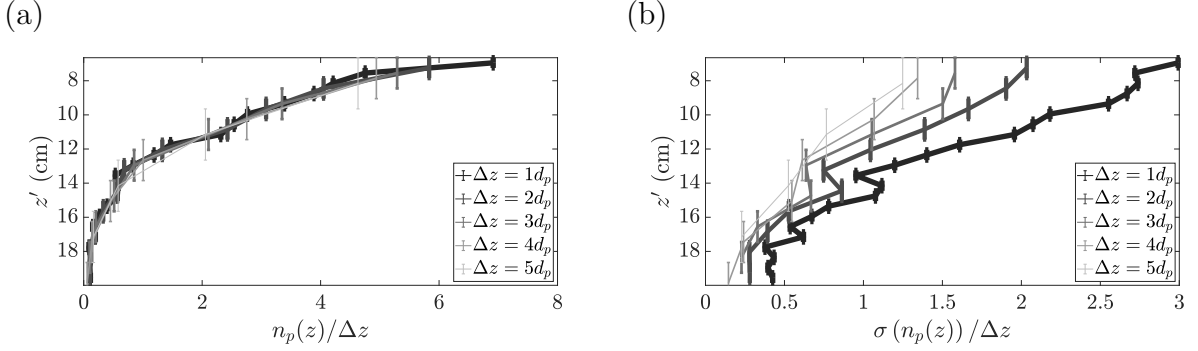 (a)
z′ (cm)
8
10
12
14
16
18
0 2 4 6 8
n_p(z)/Δz
Δz = 1d_p
Δz = 2d_p
Δz = 3d_p
Δz = 4d_p
Δz = 5d_p
(b)
z′ (cm)
8
10
12
14
16
18
0 0.5 1 1.5 2 2.5 3
σ (n_p(z)) /Δz
Δz = 1d_p
Δz = 2d_p
Δz = 3d_p
Δz = 4d_p
Δz = 5d_p